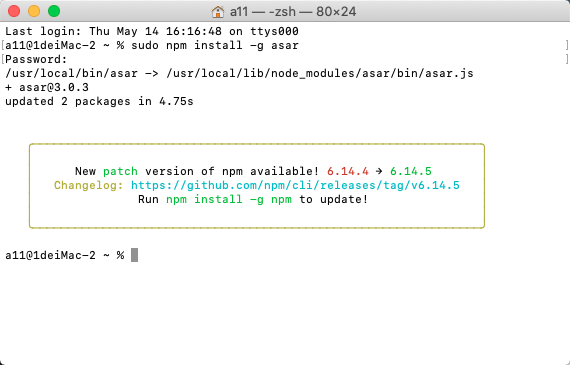 a11 — -zsh — 80×24
Last login: Thu May 14 16:16:48 on ttys000
[a11@1deiMac-2 ~ % sudo npm install -g asar ]
[Password: ]
/usr/local/bin/asar -> /usr/local/lib/node_modules/asar/bin/asar.js
+ asar@3.0.3
updated 2 packages in 4.75s
New patch version of npm available! 6.14.4 → 6.14.5
Changelog: https://github.com/npm/cli/releases/tag/v6.14.5
Run npm install -g npm to update!
a11@1deiMac-2 ~ %